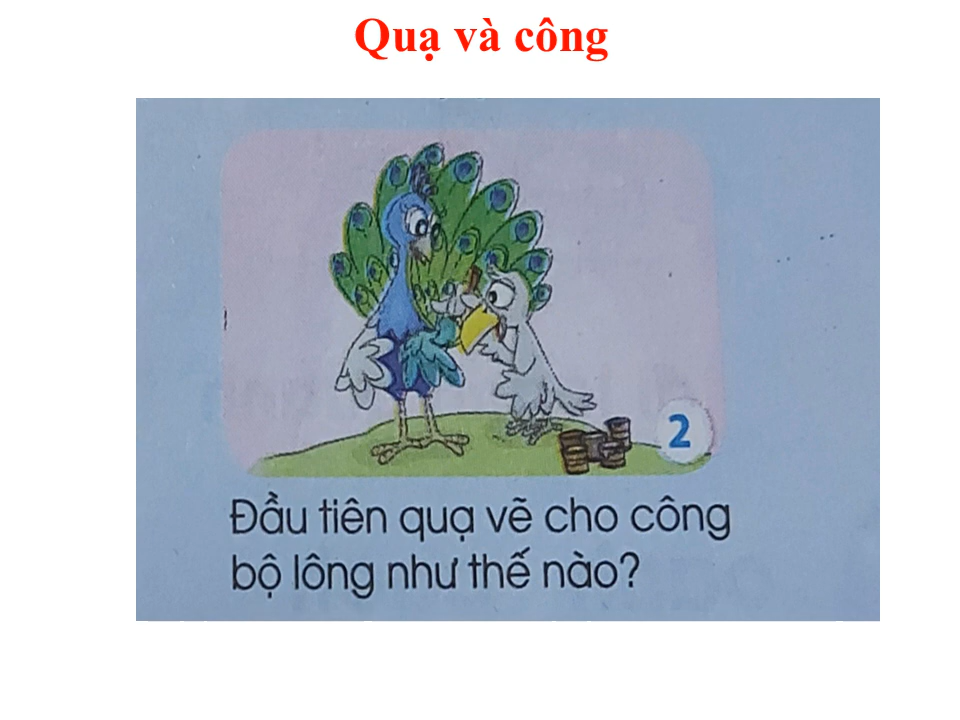 Quạ và công
2
Đầu tiên quạ vẽ cho công
bộ lông như thế nào?